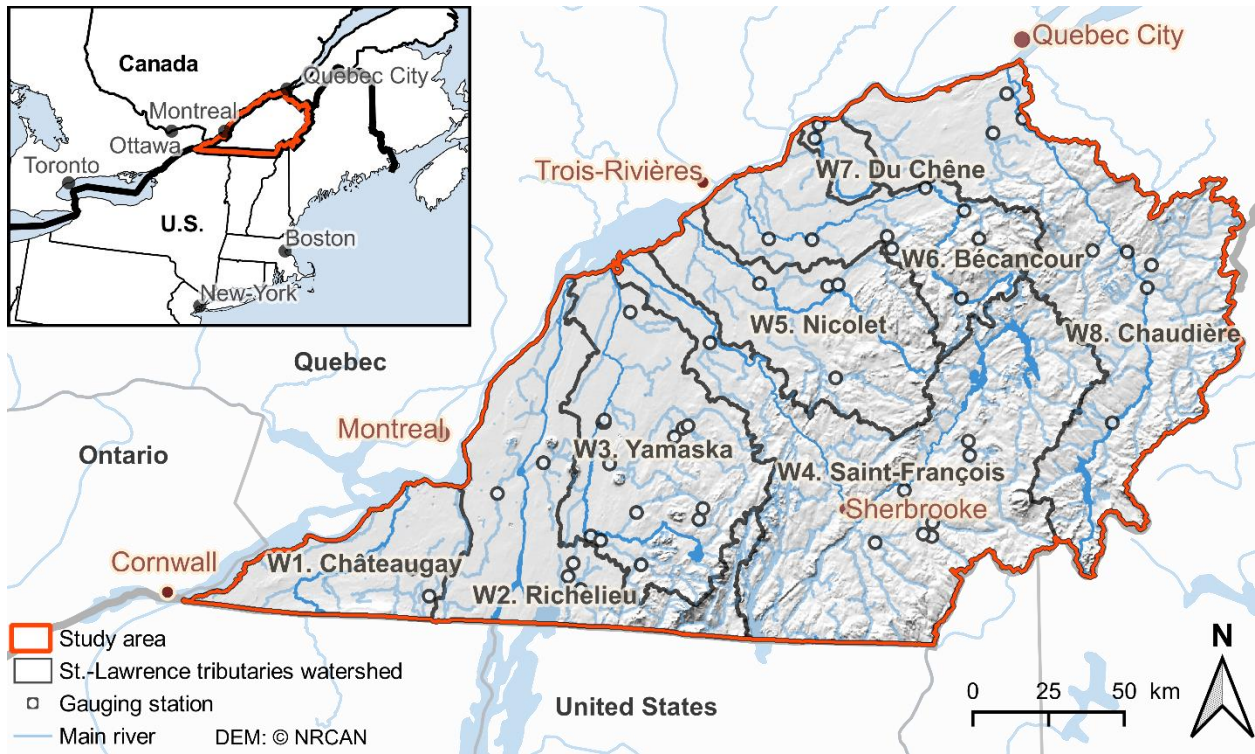 Canada
Quebec City
Montreal
Ottawa
Toronto
U.S.
Boston
New-York
Quebec City
Trois-Rivières
W7. Du Chêne
W6. Bécancour
W5. Nicolet
W8. Chaudière
Quebec
Montreal
Ontario
W3. Yamaska
W4. Saint-François
Sherbrooke
Cornwall
W1. Châteaugay
W2. Richelieu
Study area
St.-Lawrence tributaries watershed
Gauging station
Main river
DEM: © NRCAN
United States
N
0 25 50 km